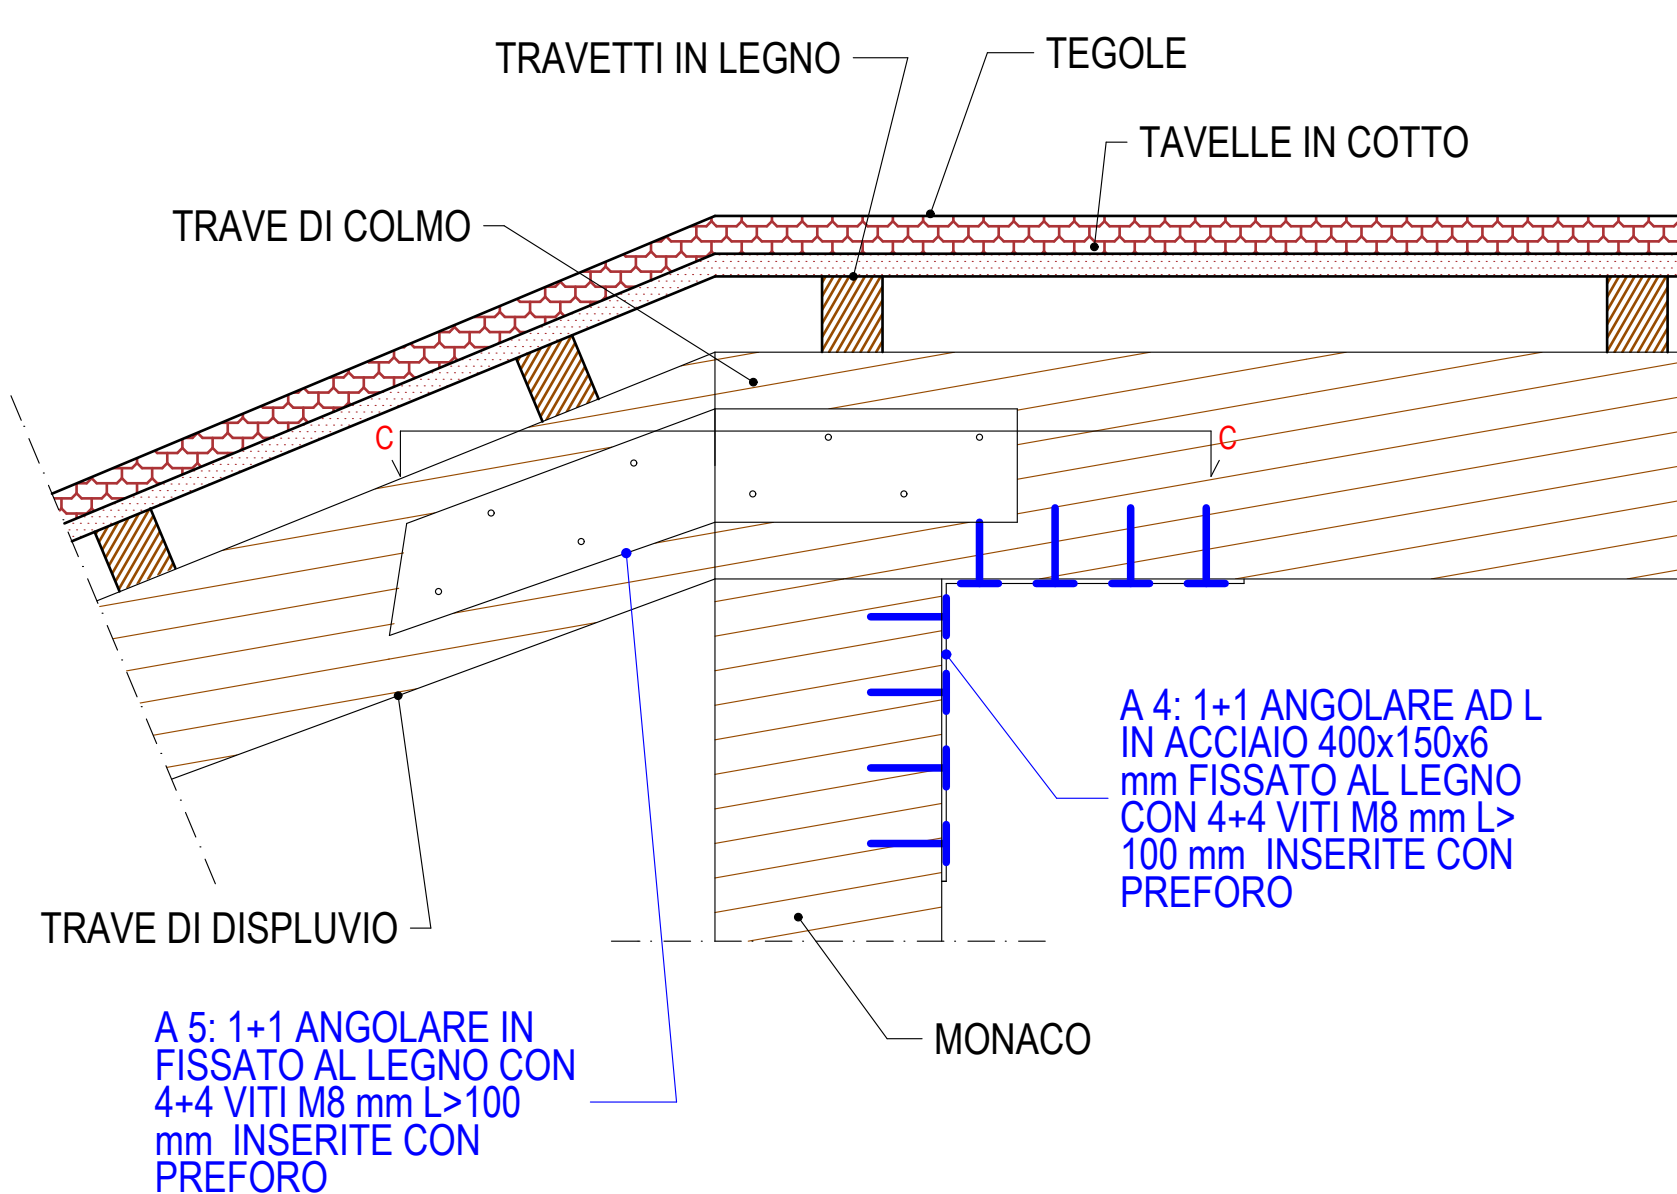 TRAVETTI IN LEGNO
TEGOLE
TAVELLE IN COTTO
TRAVE DI COLMO
C
C
A 4: 1+1 ANGOLARE AD L
IN ACCIAIO 400x150x6
mm FISSATO AL LEGNO
CON 4+4 VITI M8 mm L>
100 mm INSERITE CON
PREFORO
TRAVE DI DISPLUVIO
A 5: 1+1 ANGOLARE IN
FISSATO AL LEGNO CON
4+4 VITI M8 mm L>100
mm INSERITE CON
PREFORO
MONACO